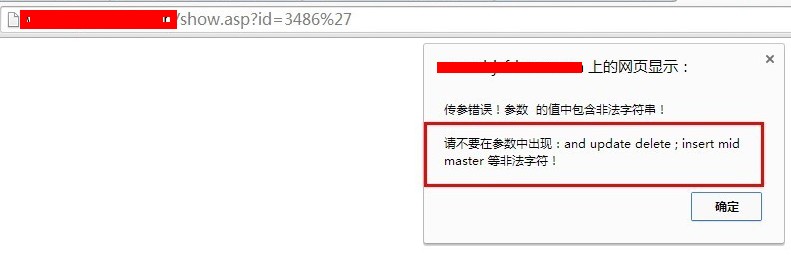 /show.asp?id=3486%27
上的网页显示：
传参错误！参数 的值中包含非法字符串！
请不要在参数中出现：and update delete ; insert mid
master 等非法字符！
确定